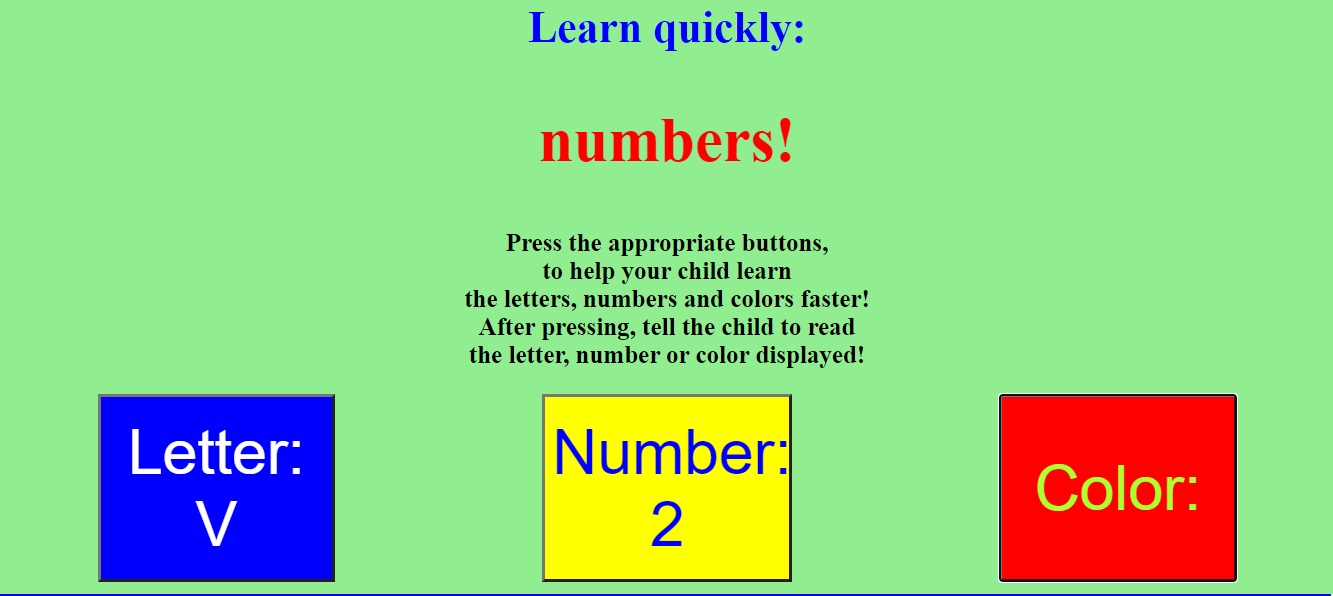 Learn quickly:
numbers!
Press the appropriate buttons,
to help your child learn
the letters, numbers and colors faster!
After pressing, tell the child to read
the letter, number or color displayed!
Letter:
V
Number:
2
Color: